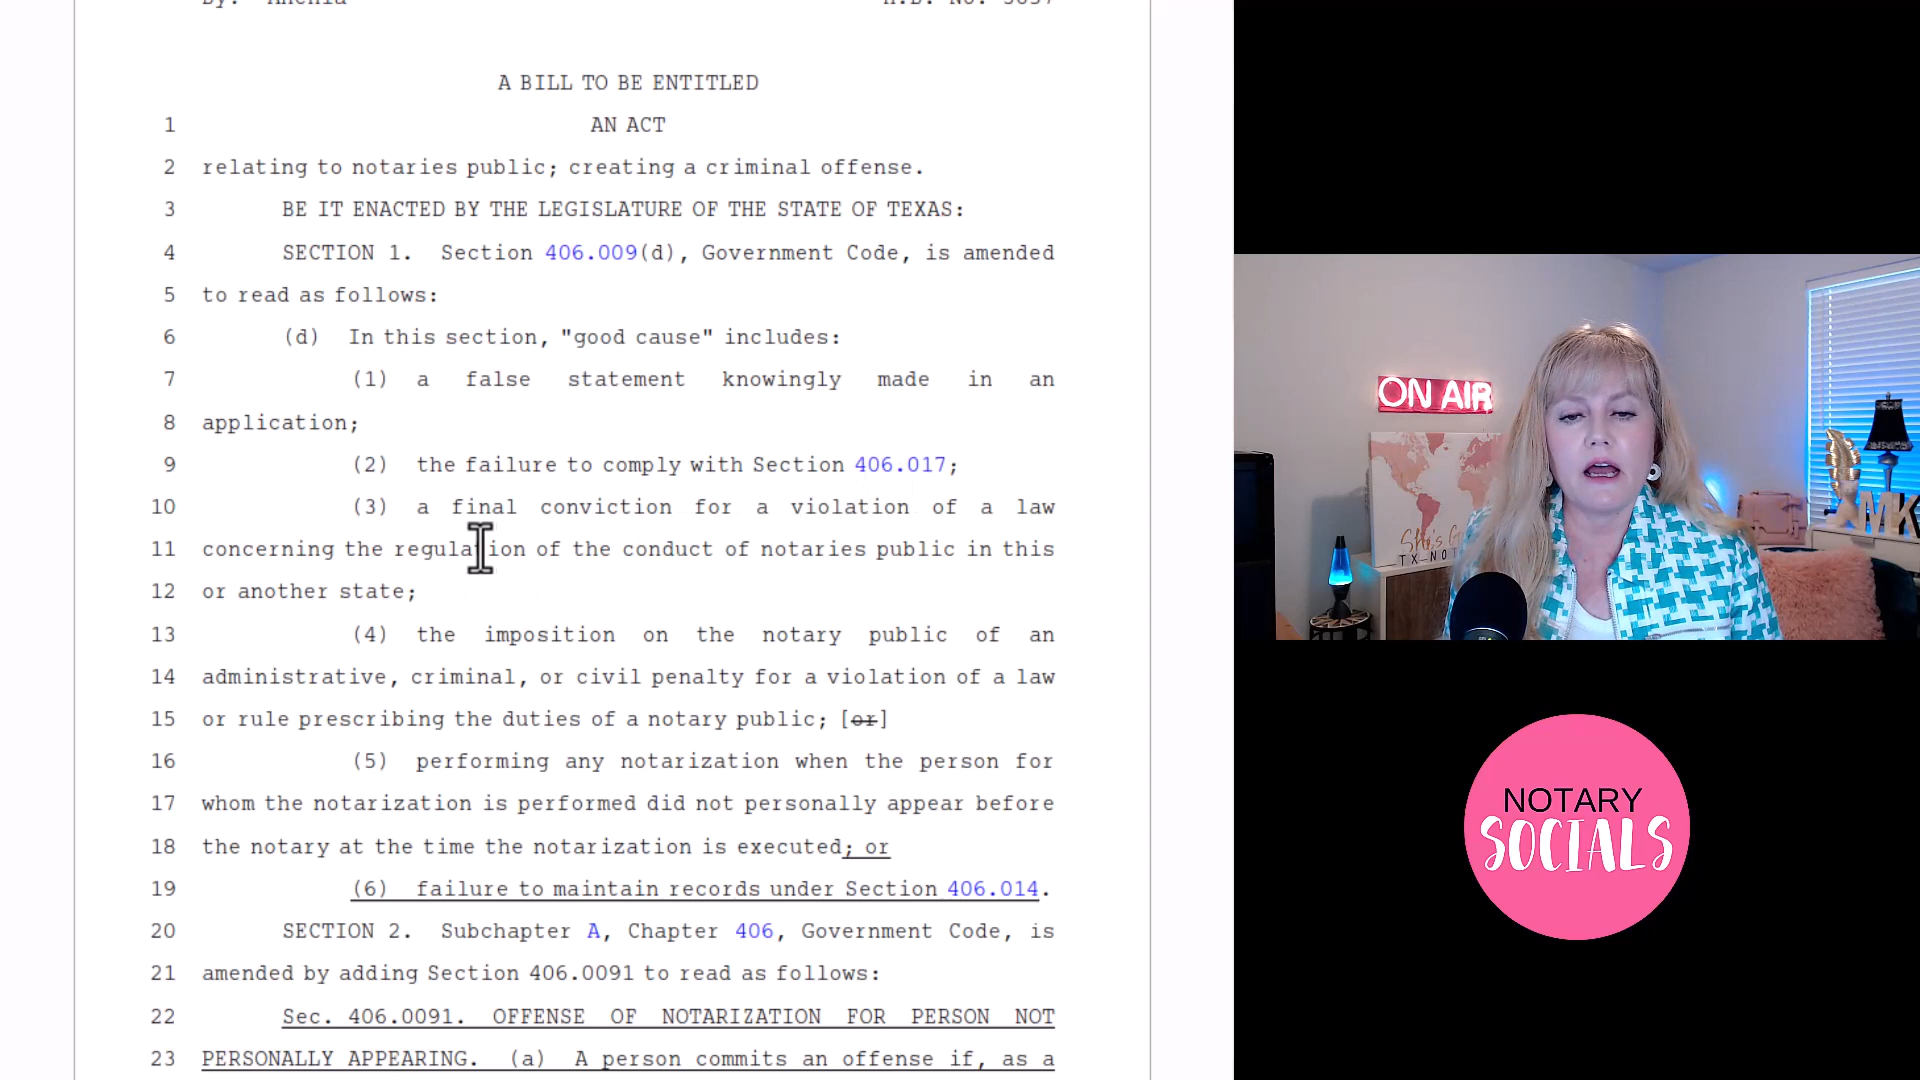 A BILL TO BE ENTITLED
1 AN ACT
2 relating to notaries public; creating a criminal offense.
3 BE IT ENACTED BY THE LEGISLATURE OF THE STATE OF TEXAS:
4 SECTION 1. Section 406.009(d), Government Code, is amended
5 to read as follows:
6 (d) In this section, "good cause" includes:
7 (1) a false statement knowingly made in an
8 application;
9 (2) the failure to comply with Section 406.017;
10 (3) a final conviction for a violation of a law
11 concerning the regulation of the conduct of notaries public in this
12 or another state;
13 (4) the imposition on the notary public of an
14 administrative, criminal, or civil penalty for a violation of a law
15 or rule prescribing the duties of a notary public; [or]
16 (5) performing any notarization when the person for
17 whom the notarization is performed did not personally appear before
18 the notary at the time the notarization is executed; or
19 (6) failure to maintain records under Section 406.014.
20 SECTION 2. Subchapter A, Chapter 406, Government Code, is
21 amended by adding Section 406.0091 to read as follows:
22 Sec. 406.0091. OFFENSE OF NOTARIZATION FOR PERSON NOT
23 PERSONALLY APPEARING. (a) A person commits an offense if, as a
ON AIR
She's G
TX NOT
MK
NOTARY
SOCIALS